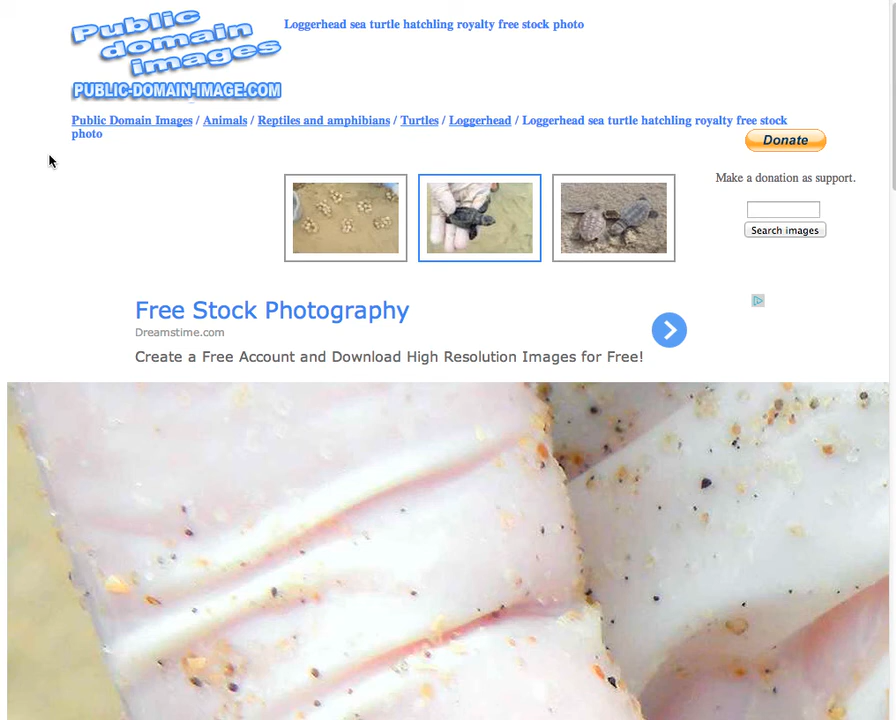 Public
domain
images
PUBLIC-DOMAIN-IMAGE.COM
Loggerhead sea turtle hatchling royalty free stock photo
Public Domain Images / Animals / Reptiles and amphibians / Turtles / Loggerhead / Loggerhead sea turtle hatchling royalty free stock
photo
Donate
Make a donation as support.
Search images
Free Stock Photography
Dreamstime.com
Create a Free Account and Download High Resolution Images for Free!